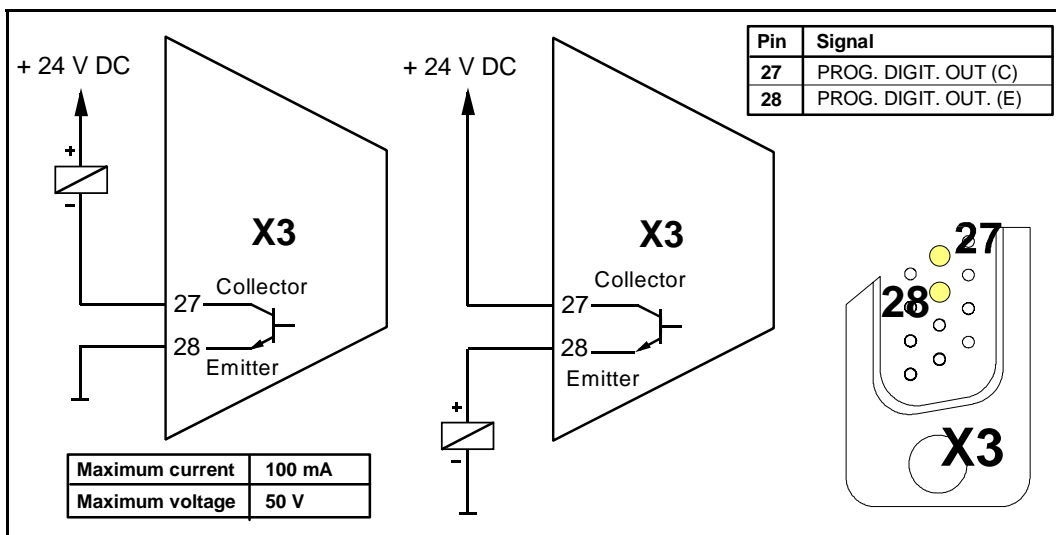 + 24 V DC
+
-
X3
27 Collector
28
Emitter
Maximum current 100 mA
Maximum voltage 50 V
+ 24 V DC
X3
27 Collector
28
Emitter
+
-
Pin Signal
27 PROG. DIGIT. OUT (C)
28 PROG. DIGIT. OUT. (E)
27
28
X3